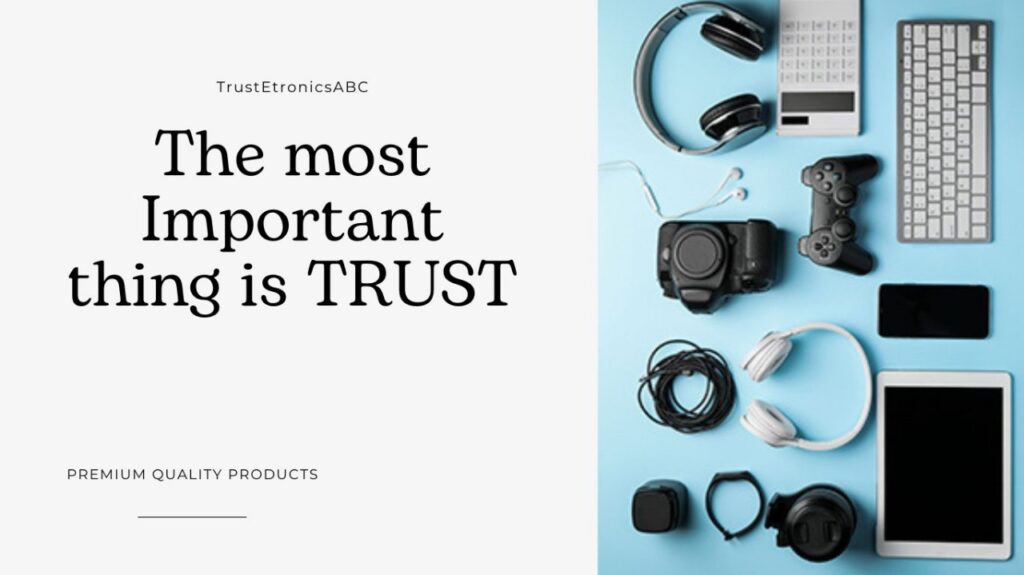 TrustEtronicsABC
The most
Important
thing is TRUST
PREMIUM QUALITY PRODUCTS